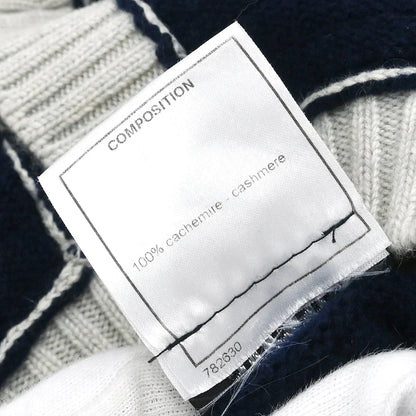 COMPOSITION
100% cachemire - cashmere
782630